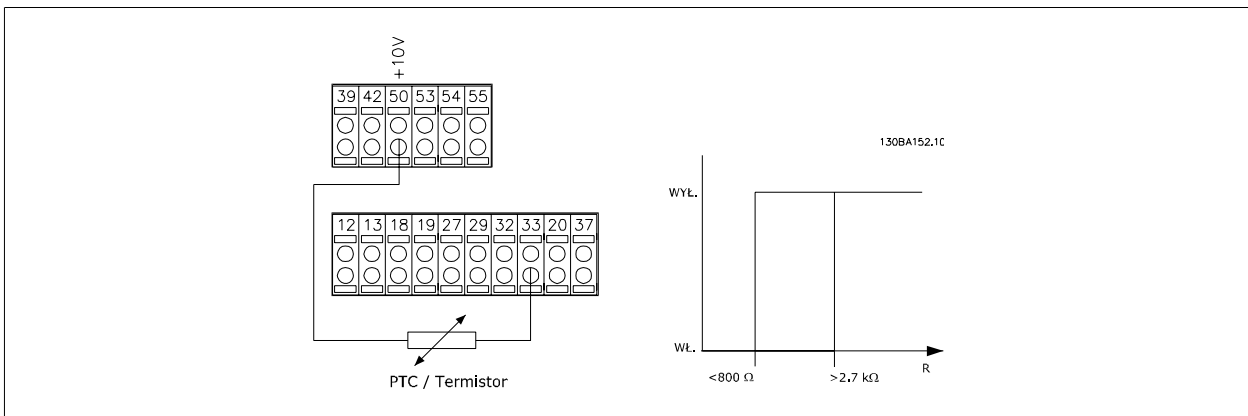 +10V
39 42 50 53 54 55
130BA152.10
WYŁ.
12 13 18 19 27 29 32 33 20 37
WŁ.
<800 Ω >2.7 kΩ R
PTC / Termistor